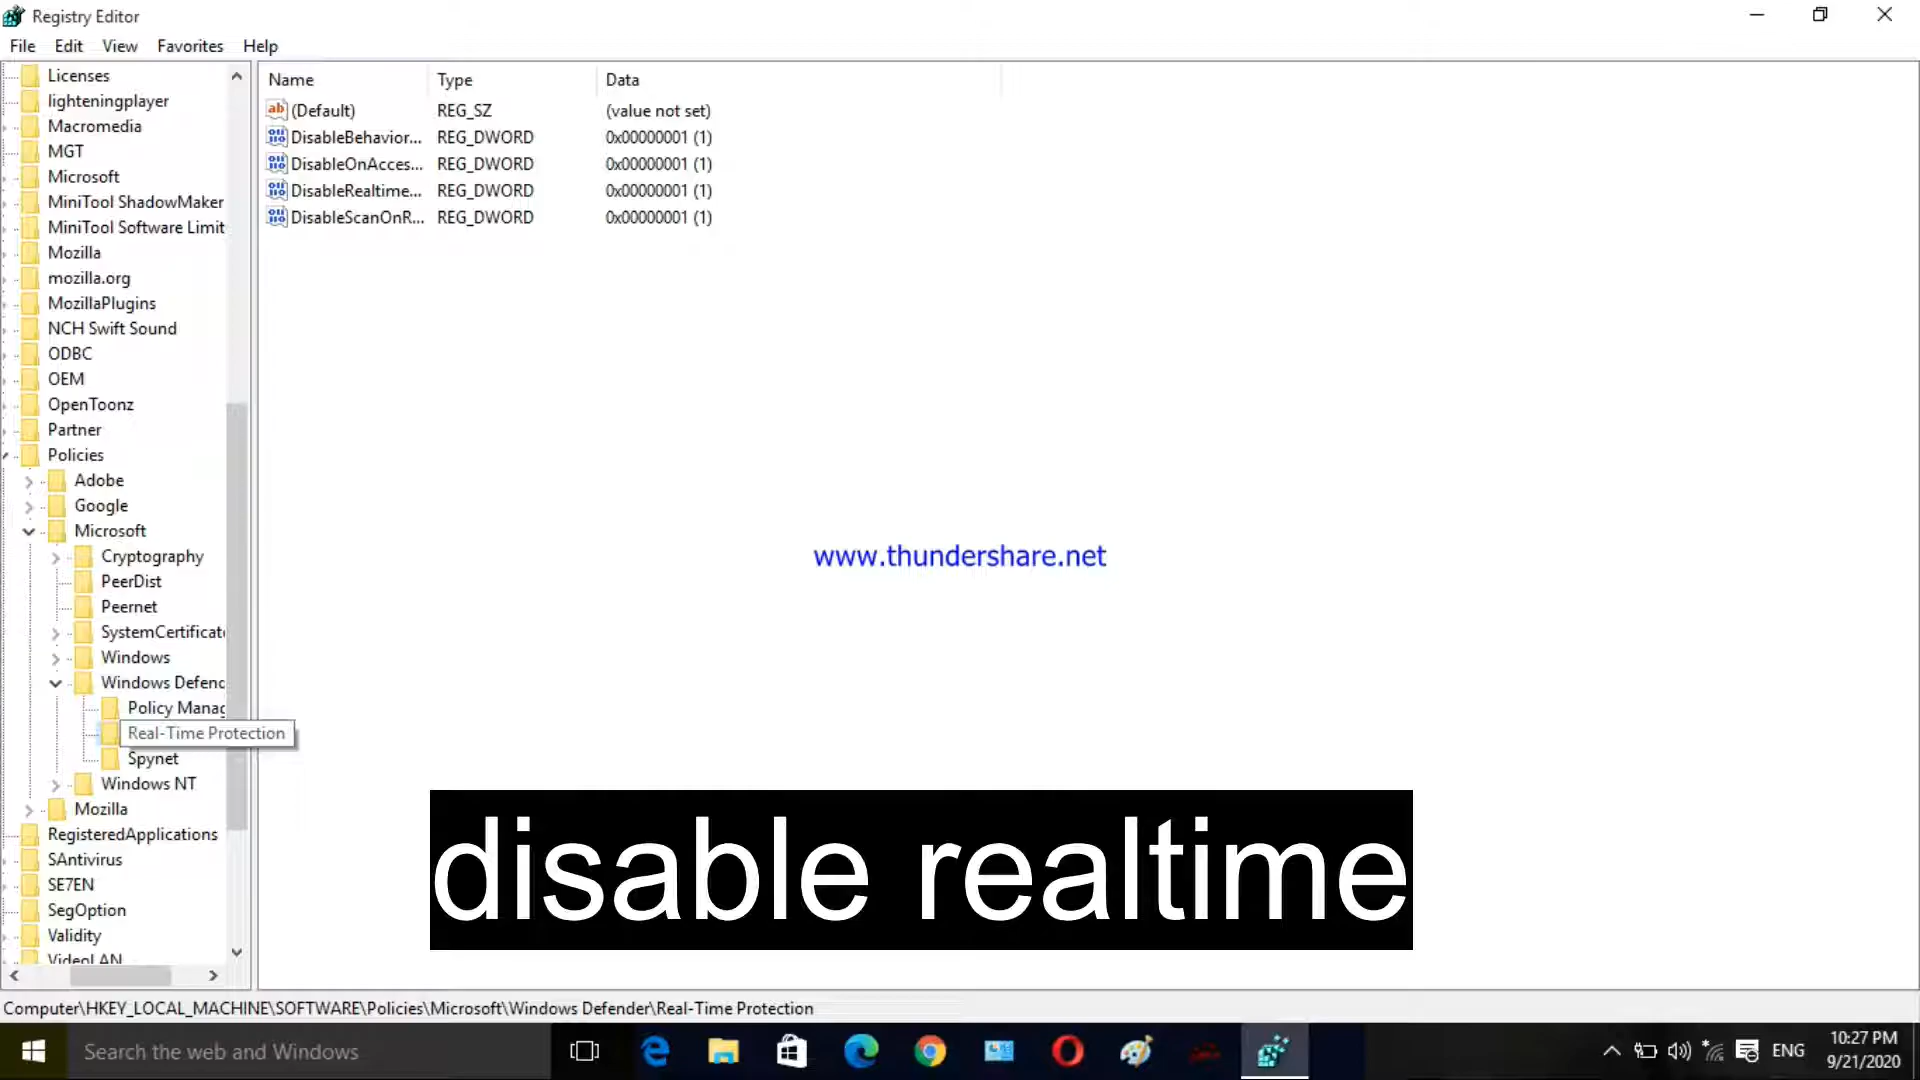 Registry Editor
File Edit View Favorites Help
Licenses
lighteningplayer
Macromedia
MGT
Microsoft
MiniTool ShadowMaker
MiniTool Software Limit
Mozilla
mozilla.org
MozillaPlugins
NCH Swift Sound
ODBC
OEM
OpenToonz
Partner
Policies
Adobe
Google
Microsoft
Cryptography
PeerDist
Peernet
SystemCertificat
Windows
Windows Defend
Policy Manag
Real-Time Protection
Spynet
Windows NT
Mozilla
RegisteredApplications
SAntivirus
SE7EN
SegOption
Validity
VideoLAN
Name Type Data
(Default) REG_SZ (value not set)
DisableBehavior... REG_DWORD 0x00000001 (1)
DisableOnAcces... REG_DWORD 0x00000001 (1)
DisableRealtime... REG_DWORD 0x00000001 (1)
DisableScanOnR... REG_DWORD 0x00000001 (1)
www.thundershare.net
disable realtime
Computer\HKEY_LOCAL_MACHINE\SOFTWARE\Policies\Microsoft\Windows Defender\Real-Time Protection
Search the web and Windows
ENG
10:27 PM
9/21/2020